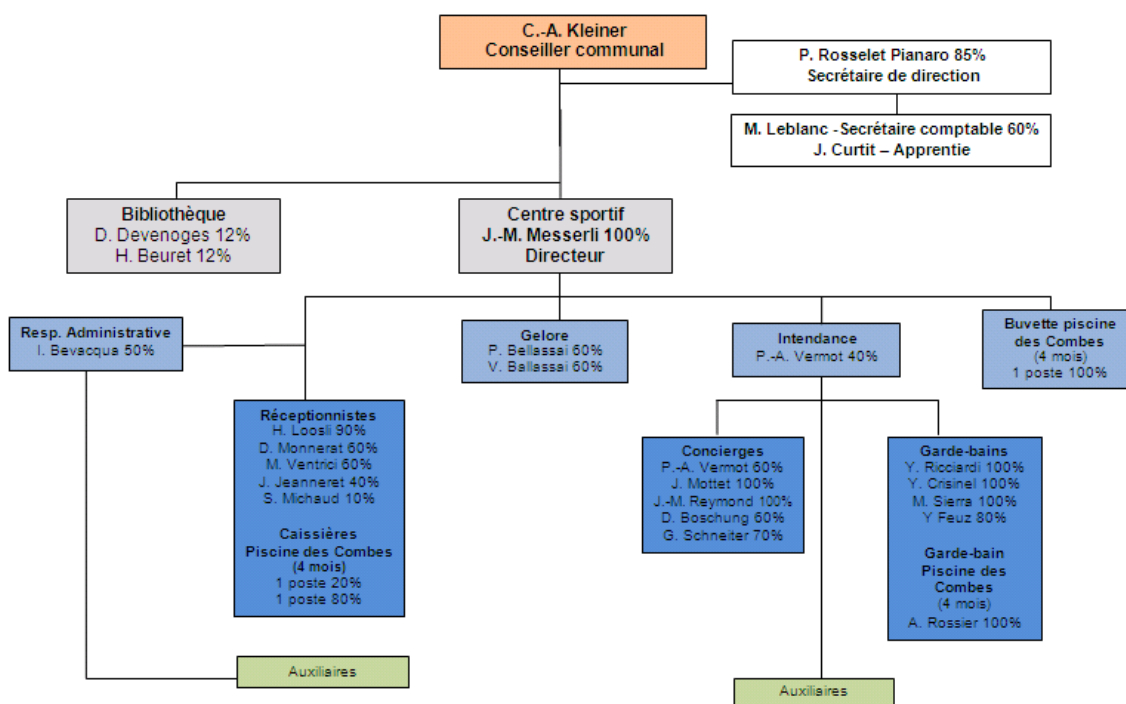 C.-A. Kleiner
Conseiller communal
P. Rosselet Pianaro 85%
Secrétaire de direction
M. Leblanc -Secrétaire comptable 60%
J. Curtit – Apprentie
Bibliothèque
D. Devenoges 12%
H. Beuret 12%
Centre sportif
J.-M. Messerli 100%
Directeur
Resp. Administrative
I. Bevacqua 50%
Gelore
P. Bellassai 60%
V. Ballassai 60%
Intendance
P.-A. Vermot 40%
Buvette piscine
des Combes
(4 mois)
1 poste 100%
Réceptionnistes
H. Loosli 90%
D. Monnerat 60%
M. Ventrici 60%
J. Jeanneret 40%
S. Michaud 10%
Caissières
Piscine des Combes
(4 mois)
1 poste 20%
1 poste 80%
Concierges
P.-A. Vermot 60%
J. Mottet 100%
J.-M. Reymond 100%
D. Boschung 60%
G. Schneiter 70%
Garde-bains
Y. Ricciardi 100%
Y. Crisinel 100%
M. Sierra 100%
Y Feuz 80%
Garde-bain
Piscine des
Combes
(4 mois)
A. Rossier 100%
Auxiliaires
Auxiliaires